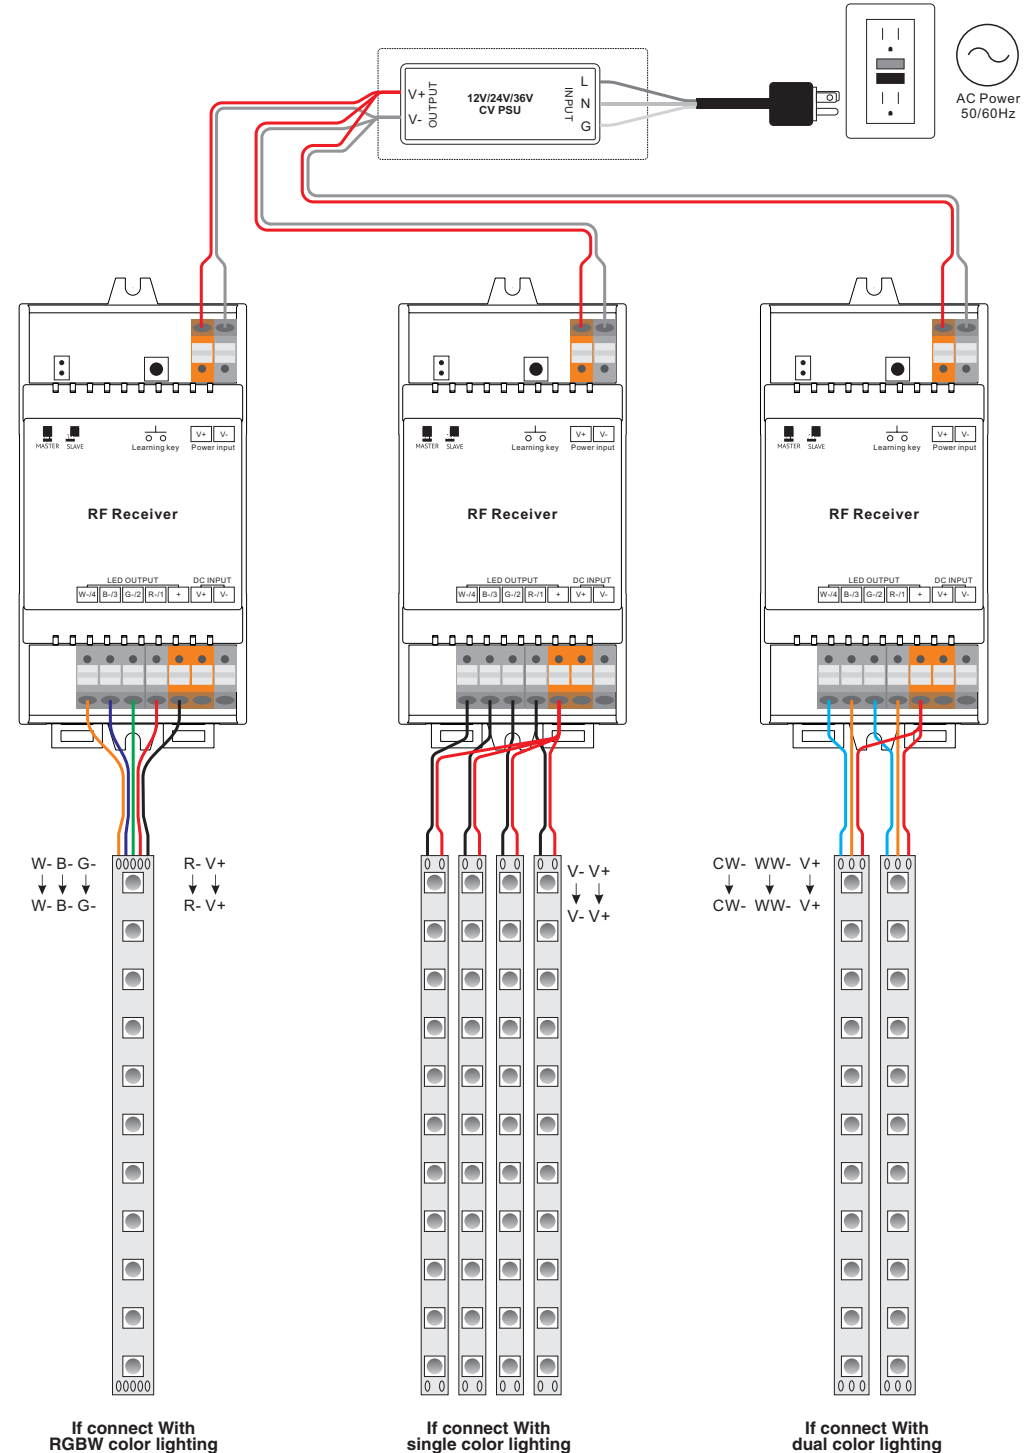 V+
V-
OUTPUT
12V/24V/36V
CV PSU
INPUT
L
N
G
AC Power
50/60Hz
MASTER SLAVE
Learning key
V+ V-
Power input
RF Receiver
LED OUTPUT DC INPUT
W-/4 B-/3 G-/2 R-/1 + V+ V-
MASTER SLAVE
Learning key
V+ V-
Power input
RF Receiver
LED OUTPUT DC INPUT
W-/4 B-/3 G-/2 R-/1 + V+ V-
MASTER SLAVE
Learning key
V+ V-
Power input
RF Receiver
LED OUTPUT DC INPUT
W-/4 B-/3 G-/2 R-/1 + V+ V-
W- B- G- R- V+
W- B- G- R- V+
V- V+
V- V+
CW- WW- V+
CW- WW- V+
If connect With
RGBW color lighting
If connect With
single color lighting
If connect With
dual color lighting